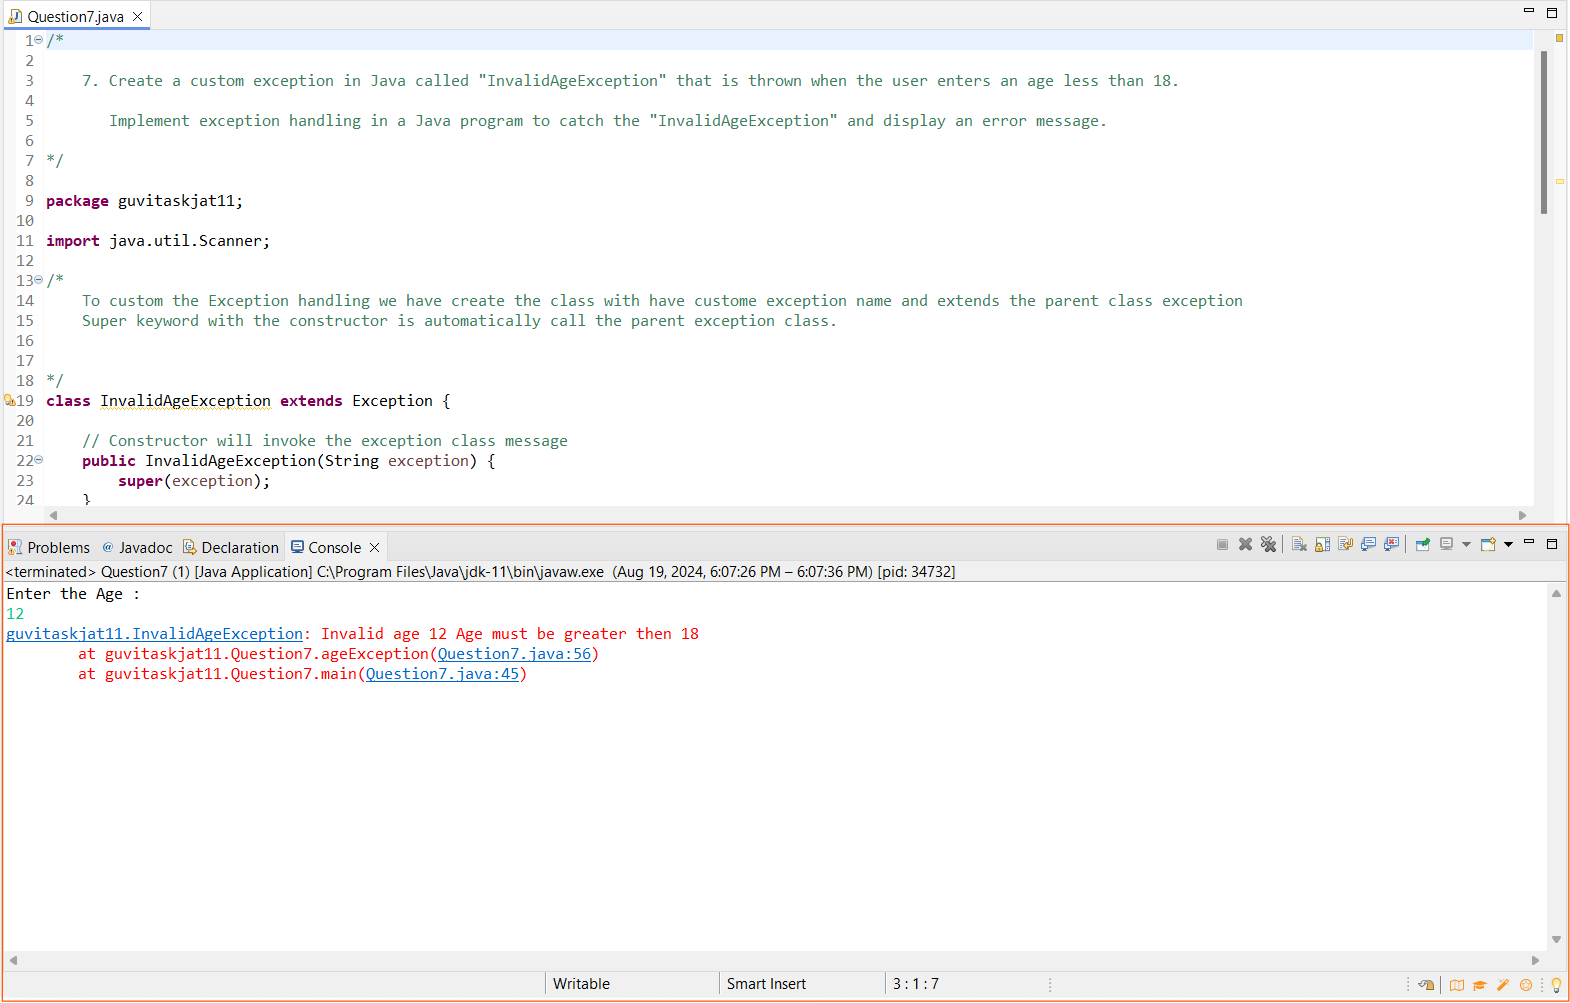 Question7.java
1 /*
2
3     7. Create a custom exception in Java called "InvalidAgeException" that is thrown when the user enters an age less than 18.
4
5        Implement exception handling in a Java program to catch the "InvalidAgeException" and display an error message.
6
7 */
8
9 package guvitaskjat11;
10
11 import java.util.Scanner;
12
13 /*
14     To custom the Exception handling we have create the class with have custome exception name and extends the parent class exception
15     Super keyword with the constructor is automatically call the parent exception class.
16
17
18 */
19 class InvalidAgeException extends Exception {
20
21     // Constructor will invoke the exception class message
22     public InvalidAgeException(String exception) {
23         super(exception);
24     }
Problems @ Javadoc Declaration Console
<terminated> Question7 (1) [Java Application] C:\Program Files\Java\jdk-11\bin\javaw.exe (Aug 19, 2024, 6:07:26 PM – 6:07:36 PM) [pid: 34732]
Enter the Age :
12
guvitaskjat11.InvalidAgeException: Invalid age 12 Age must be greater then 18
        at guvitaskjat11.Question7.ageException(Question7.java:56)
        at guvitaskjat11.Question7.main(Question7.java:45)
Writable Smart Insert 3 : 1 : 7